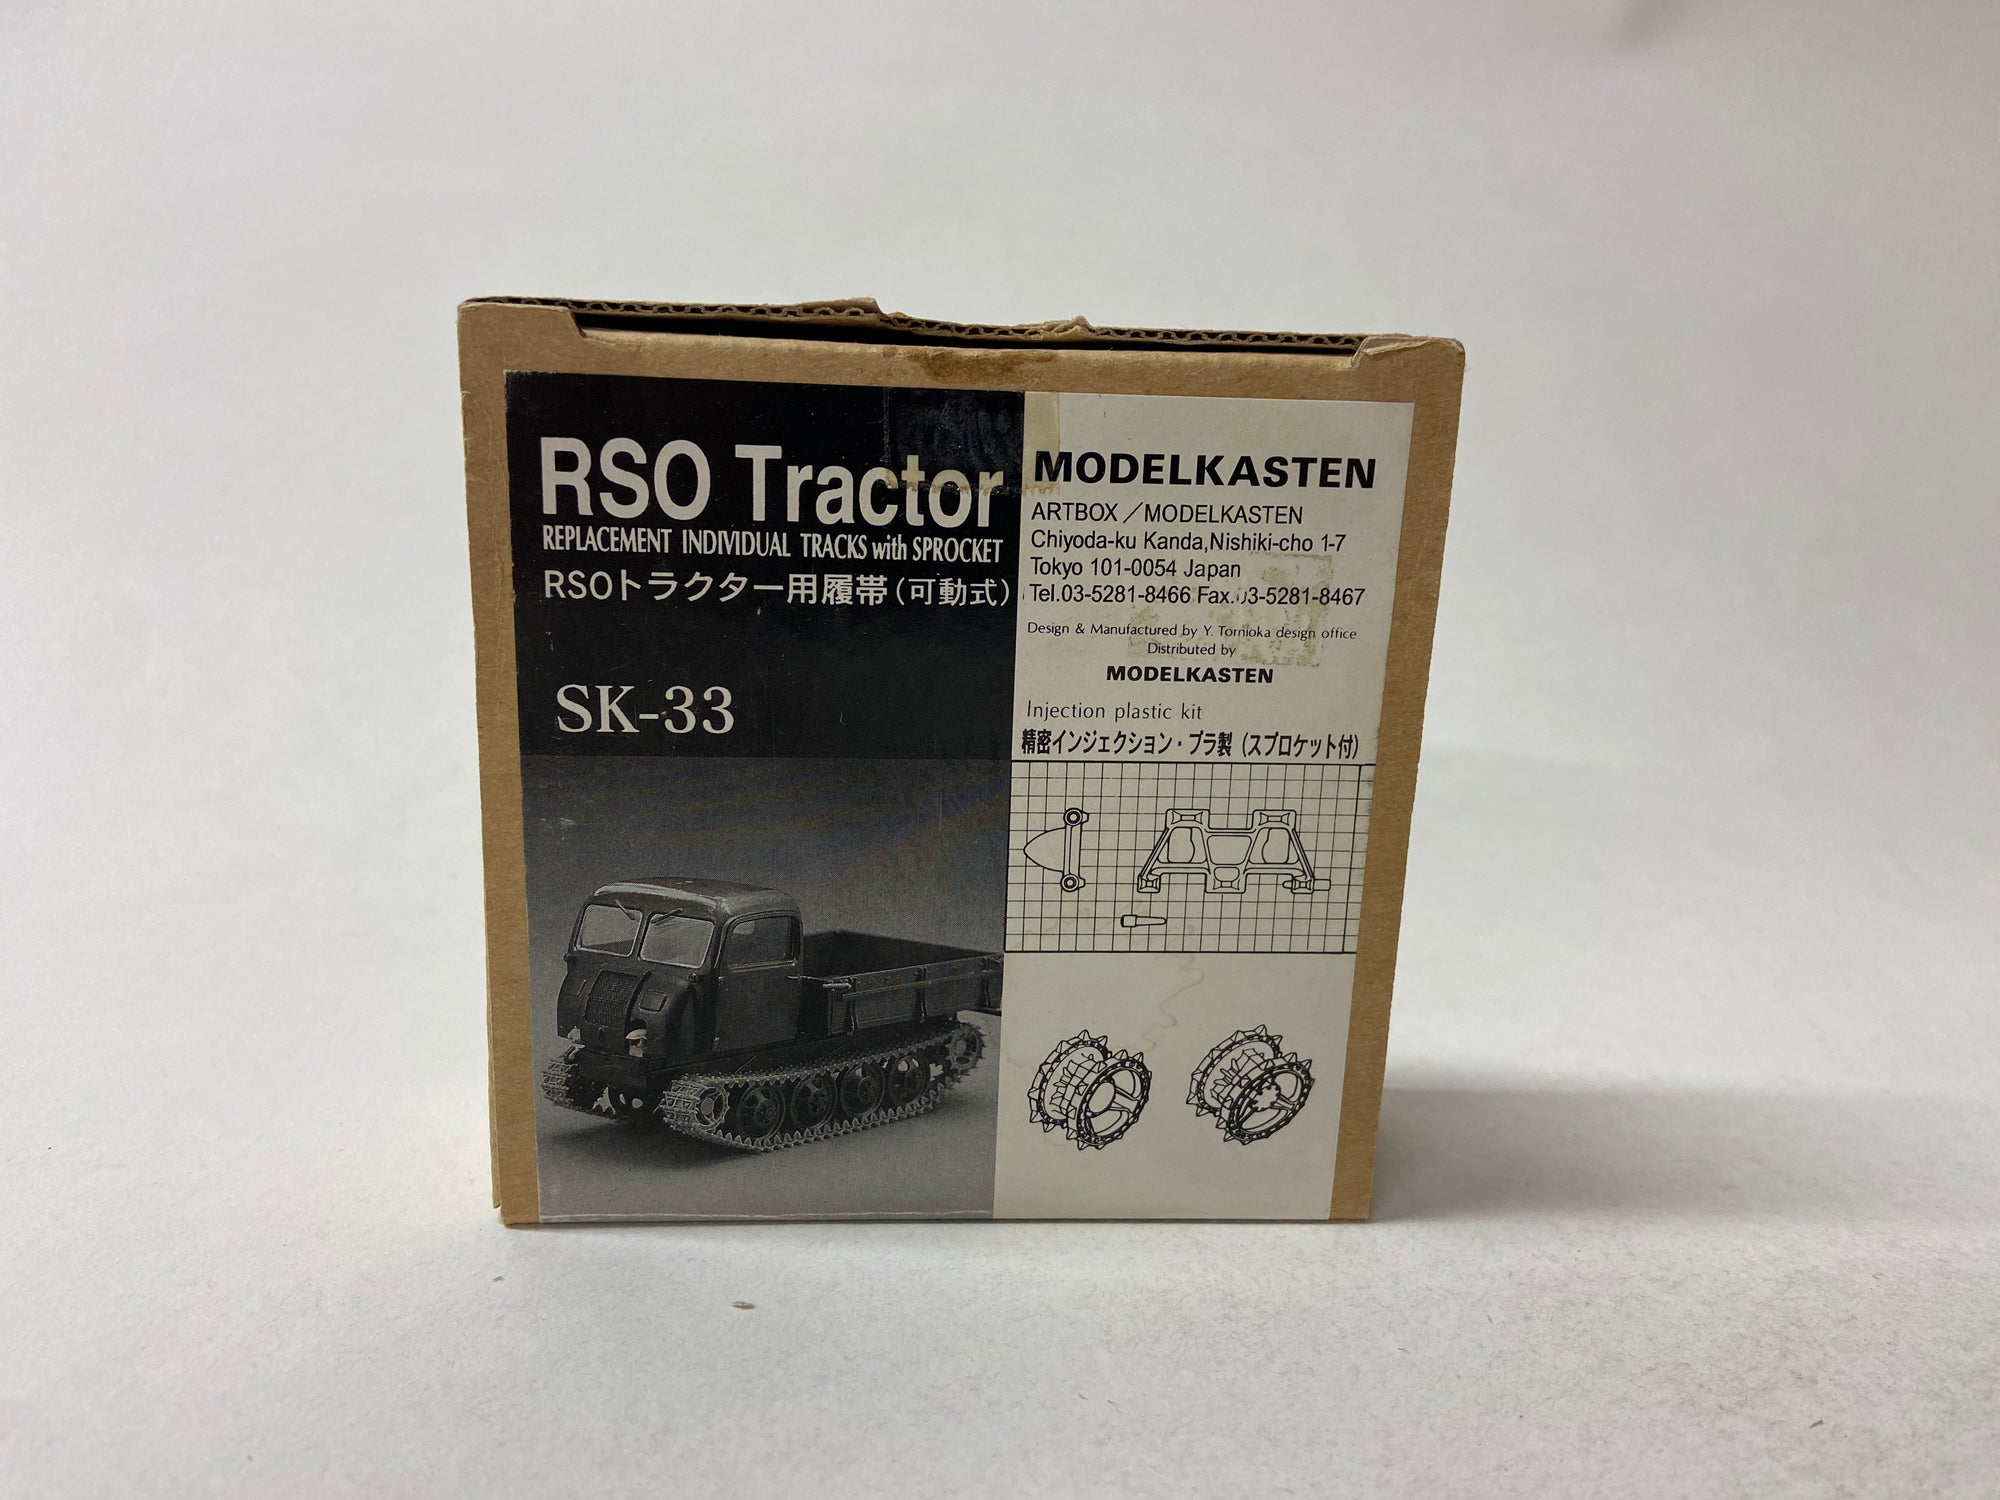 RSO Tractor
REPLACEMENT INDIVIDUAL TRACKS with SPROCKET
RSOトラクター用履帯(可動式)
SK-33
MODELKASTEN
ARTBOX／MODELKASTEN
Chiyoda-ku Kanda,Nishiki-cho 1-7
Tokyo 101-0054 Japan
Tel.03-5281-8466 Fax.03-5281-8467
Design & Manufactured by Y. Tomioka design office
Distributed by
MODELKASTEN
Injection plastic kit
精密インジェクション・プラ製(スプロケット付)